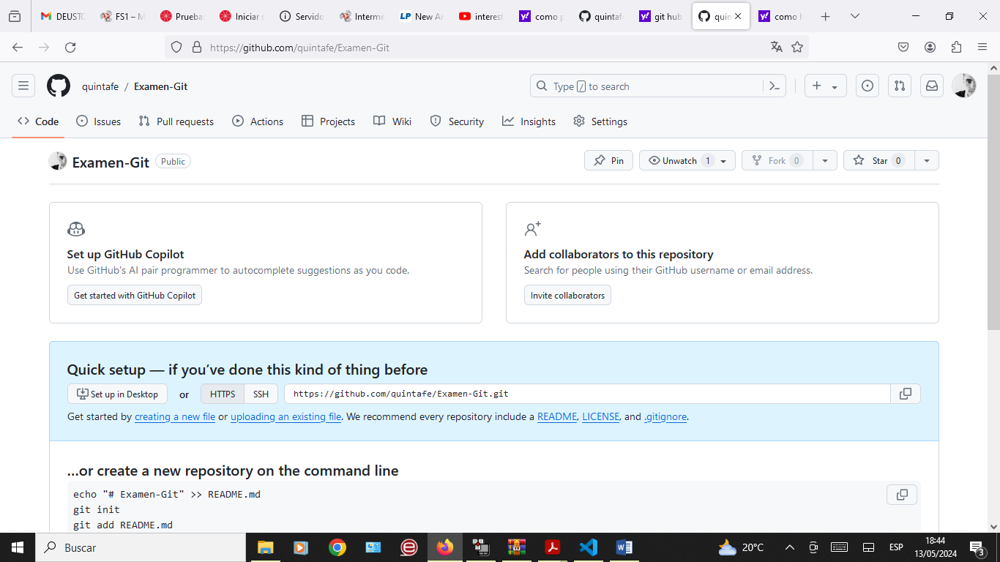 DEUSTO
FS1 – M
Prueba
Iniciar s
Servido
Interme
LP New Ar
interest
como p
quintafe
git hub
quin
como h
https://github.com/quintafe/Examen-Git
quintafe / Examen-Git
Type / to search
Code
Issues
Pull requests
Actions
Projects
Wiki
Security
Insights
Settings
Examen-Git Public
Pin
Unwatch 1
Fork 0
Star 0
Set up GitHub Copilot
Use GitHub's AI pair programmer to autocomplete suggestions as you code.
Get started with GitHub Copilot
Add collaborators to this repository
Search for people using their GitHub username or email address.
Invite collaborators
Quick setup — if you've done this kind of thing before
Set up in Desktop or HTTPS SSH https://github.com/quintafe/Examen-Git.git
Get started by creating a new file or uploading an existing file. We recommend every repository include a README, LICENSE, and .gitignore.
…or create a new repository on the command line
echo "# Examen-Git" >> README.md
git init
git add README.md
Buscar
20°C
ESP
18:44
13/05/2024
3